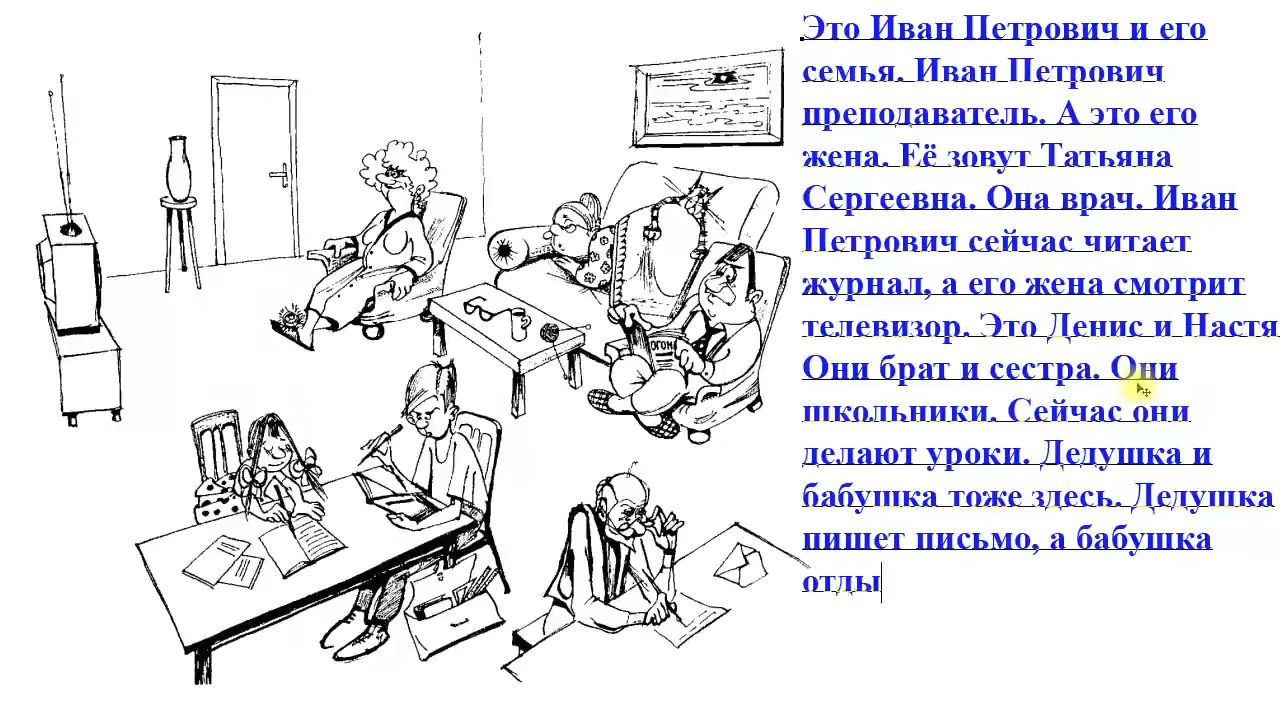 Это Иван Петрович и его
семья. Иван Петрович
преподаватель. А это его
жена. Её зовут Татьяна
Сергеевна. Она врач. Иван
Петрович сейчас читает
журнал, а его жена смотрит
телевизор. Это Денис и Настя
Они брат и сестра. Они
школьники. Сейчас они
делают уроки. Дедушка и
бабушка тоже здесь. Дедушка
пишет письмо, а бабушка
отды
ОГОН